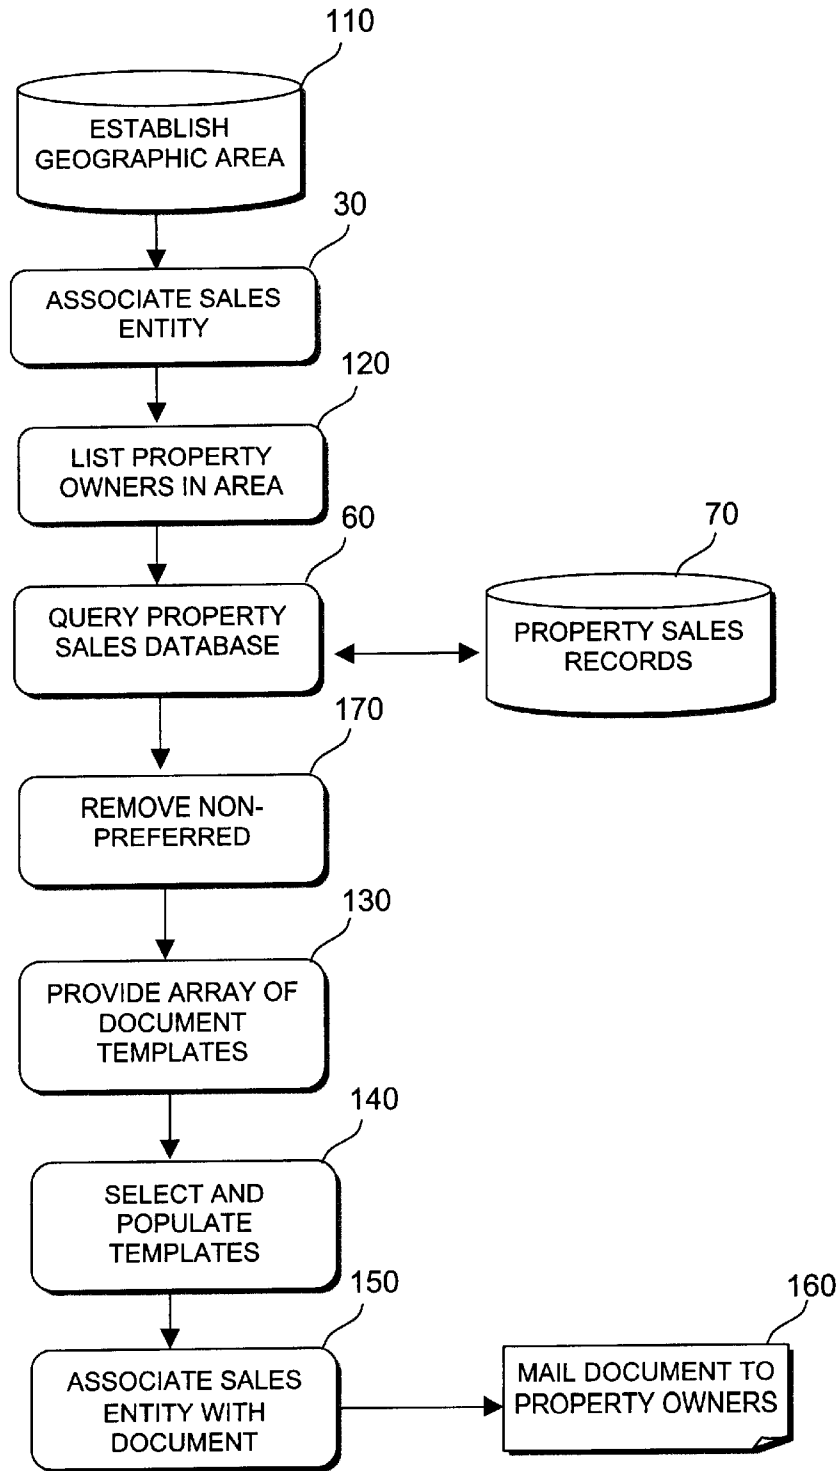 110
ESTABLISH
GEOGRAPHIC AREA
30
ASSOCIATE SALES
ENTITY
120
LIST PROPERTY
OWNERS IN AREA
60
QUERY PROPERTY
SALES DATABASE
70
PROPERTY SALES
RECORDS
170
REMOVE NON-
PREFERRED
130
PROVIDE ARRAY OF
DOCUMENT
TEMPLATES
140
SELECT AND
POPULATE
TEMPLATES
150
ASSOCIATE SALES
ENTITY WITH
DOCUMENT
160
MAIL DOCUMENT TO
PROPERTY OWNERS